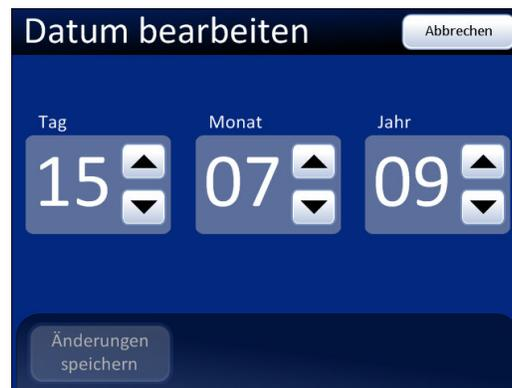 Datum bearbeiten
Abbrechen
Tag
Monat
Jahr
15
07
09
Änderungen
speichern